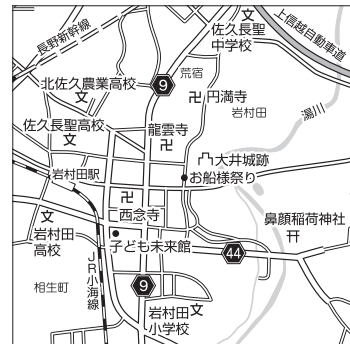 長野新幹線
佐久長聖
中学校
上信越自動車道
荒宿
北佐久農業高校
9
円満寺
岩村田
湯川
佐久長聖高校
龍雲寺
大井城跡
お船様祭り
岩村田駅
西念寺
鼻顔稲荷神社
岩村田
高校
子ども未来館
44
JR小海線
相生町
9
岩村田
小学校